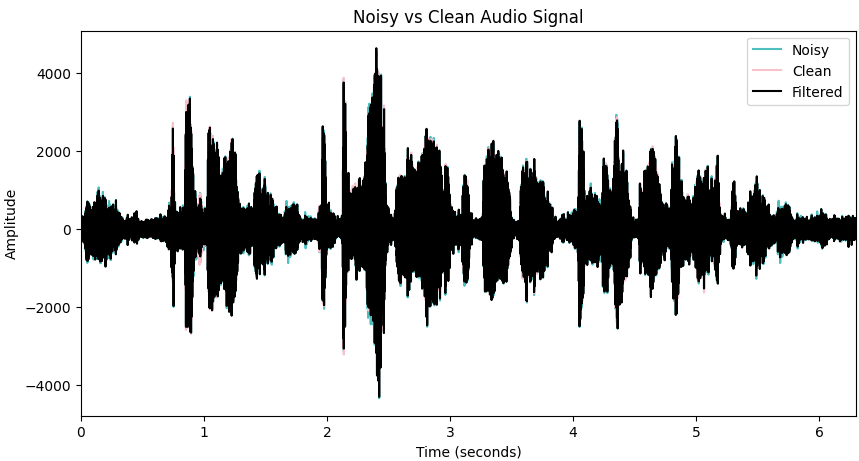 Noisy vs Clean Audio Signal
Noisy
Clean
Filtered
4000
2000
0
−2000
−4000
Amplitude
0 1 2 3 4 5 6
Time (seconds)